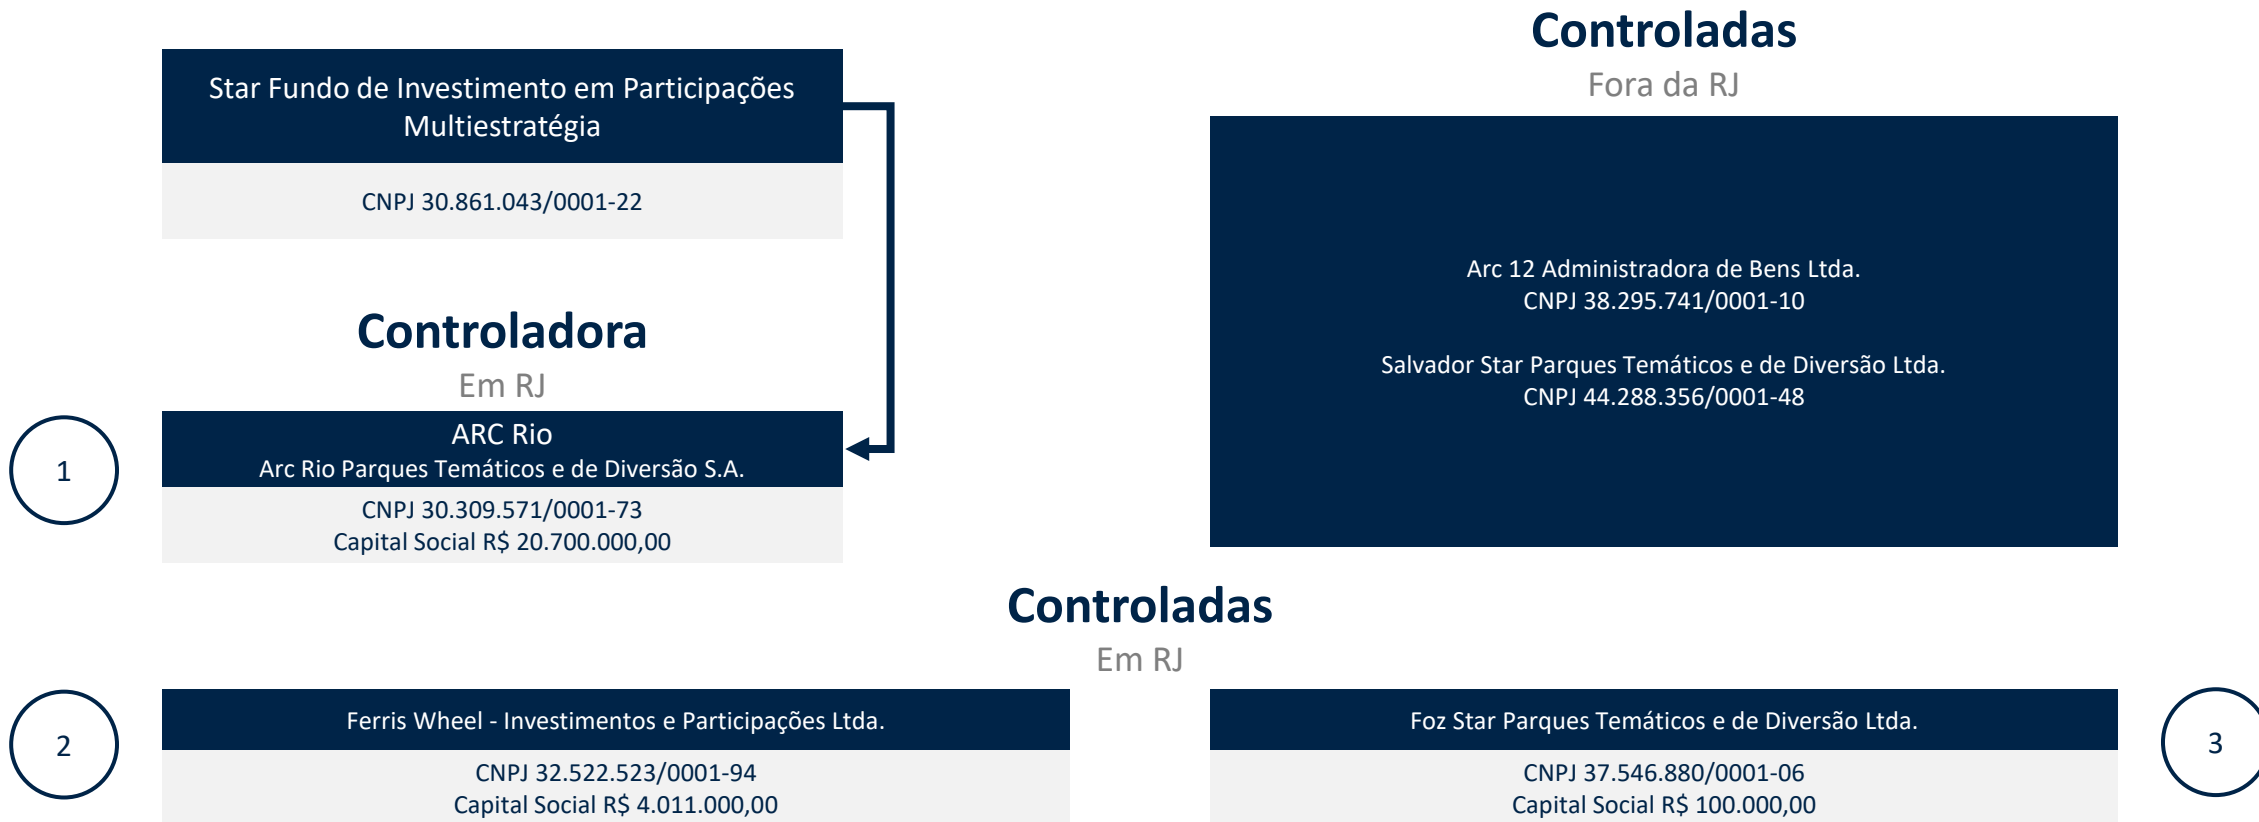 Star Fundo de Investimento em Participações
Multiestratégia
CNPJ 30.861.043/0001-22
Controladora
Em RJ
1
ARC Rio
Arc Rio Parques Temáticos e de Diversão S.A.
CNPJ 30.309.571/0001-73
Capital Social R$ 20.700.000,00
Controladas
Fora da RJ
Arc 12 Administradora de Bens Ltda.
CNPJ 38.295.741/0001-10
Salvador Star Parques Temáticos e de Diversão Ltda.
CNPJ 44.288.356/0001-48
Controladas
Em RJ
2
Ferris Wheel - Investimentos e Participações Ltda.
CNPJ 32.522.523/0001-94
Capital Social R$ 4.011.000,00
Foz Star Parques Temáticos e de Diversão Ltda.
CNPJ 37.546.880/0001-06
Capital Social R$ 100.000,00
3